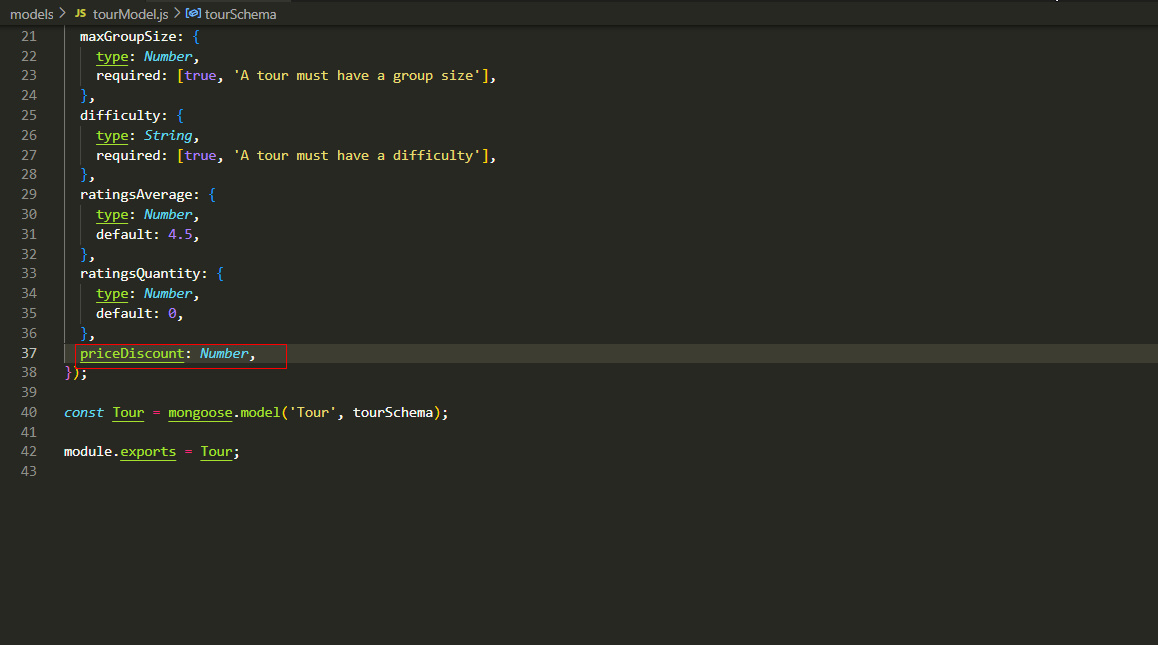 models > JS tourModel.js > tourSchema
21 maxGroupSize: {
22 type: Number,
23 required: [true, 'A tour must have a group size'],
24 },
25 difficulty: {
26 type: String,
27 required: [true, 'A tour must have a difficulty'],
28 },
29 ratingsAverage: {
30 type: Number,
31 default: 4.5,
32 },
33 ratingsQuantity: {
34 type: Number,
35 default: 0,
36 },
37 priceDiscount: Number,
38 });
39
40 const Tour = mongoose.model('Tour', tourSchema);
41
42 module.exports = Tour;
43